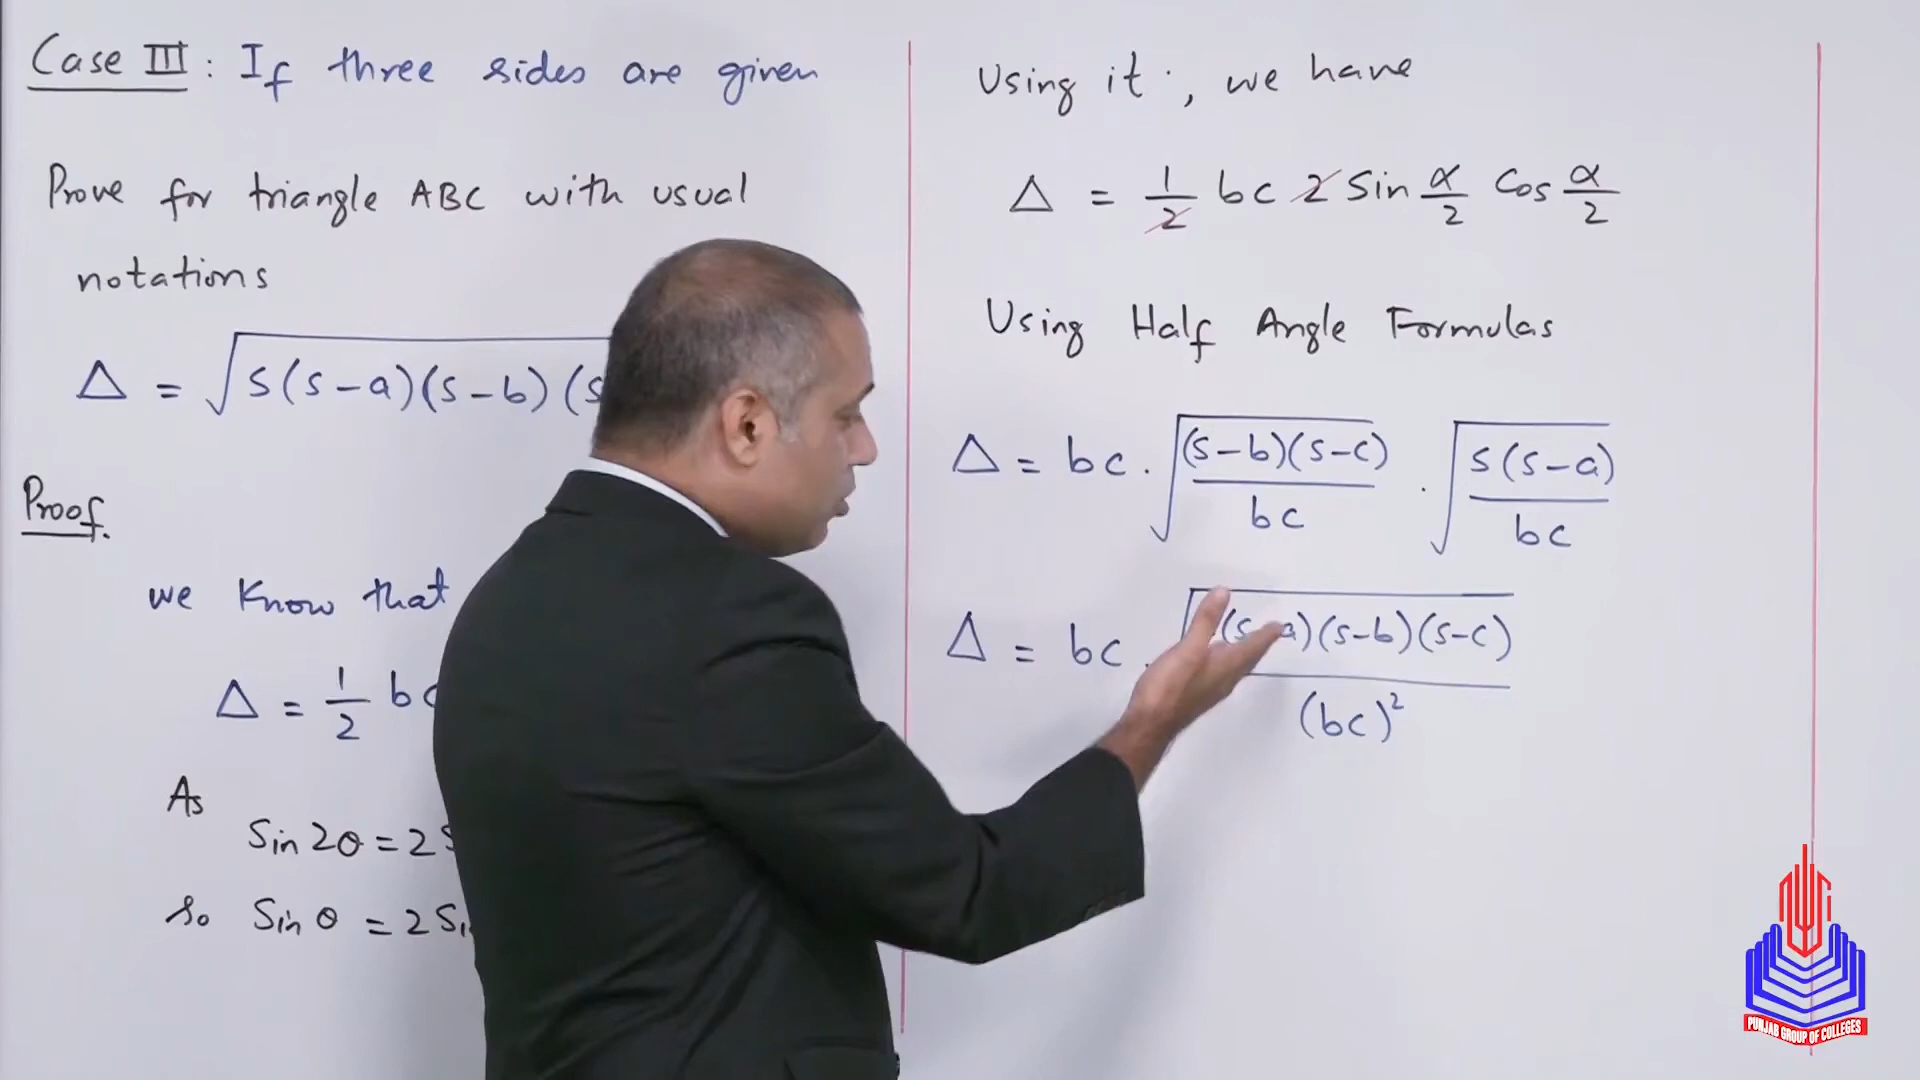 Case III : If three sides are given
Prove for triangle ABC with usual
notations
Δ = √s(s-a)(s-b)(s
Proof.
we know that
Δ = 1/2 bc
As
Sin 2θ = 2
so Sin θ = 2 Si
Using it, we have
Δ = 1/2 bc 2 Sin α/2 Cos α/2
Using Half Angle Formulas
Δ = bc . √(s-b)(s-c)/bc . √s(s-a)/bc
Δ = bc . √(s-a)(s-b)(s-c)/(bc)²
PUNJAB GROUP OF COLLEGES